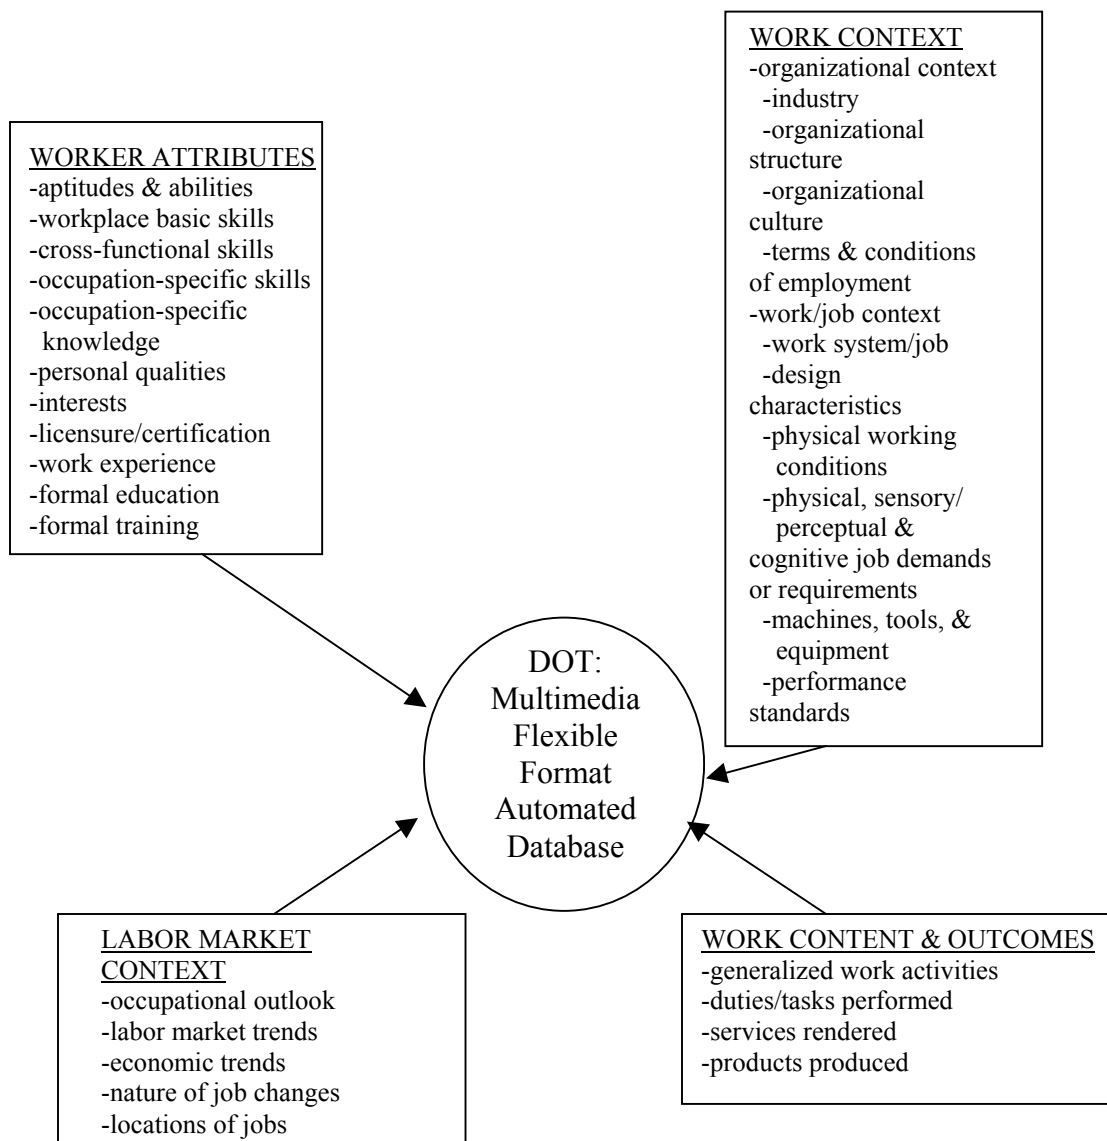 WORK CONTEXT
-organizational context
-industry
-organizational
structure
-organizational
culture
-terms & conditions
of employment
-work/job context
-work system/job
-design
characteristics
-physical working
conditions
-physical, sensory/
perceptual &
cognitive job demands
or requirements
-machines, tools, &
equipment
-performance
standards
WORKER ATTRIBUTES
-aptitudes & abilities
-workplace basic skills
-cross-functional skills
-occupation-specific skills
-occupation-specific
knowledge
-personal qualities
-interests
-licensure/certification
-work experience
-formal education
-formal training
DOT:
Multimedia
Flexible
Format
Automated
Database
LABOR MARKET
CONTEXT
-occupational outlook
-labor market trends
-economic trends
-nature of job changes
-locations of jobs
WORK CONTENT & OUTCOMES
-generalized work activities
-duties/tasks performed
-services rendered
-products produced